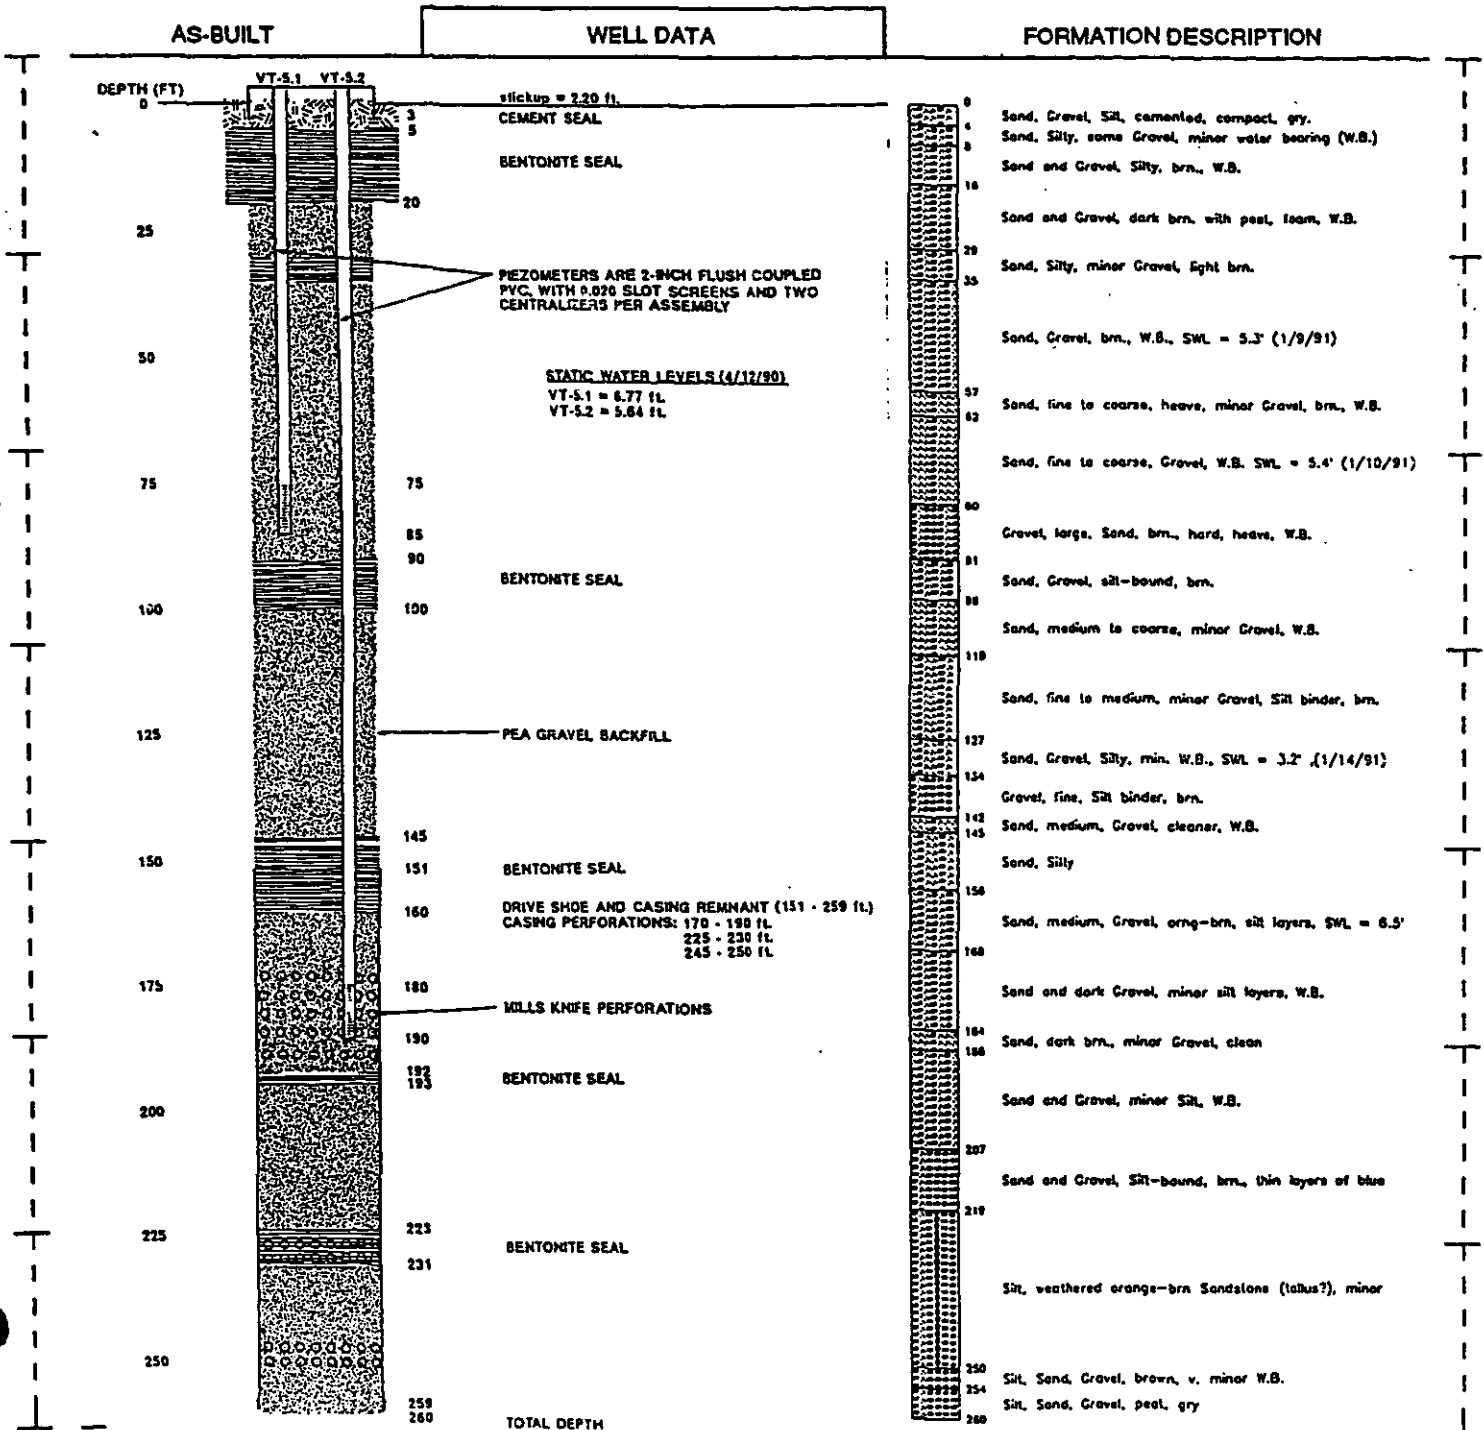 AS-BUILT
WELL DATA
FORMATION DESCRIPTION
DEPTH (FT)
VT-5.1 VT-5.2
0
25
50
75
100
125
150
175
200
225
250
3
5
20
75
85
90
100
145
151
160
180
190
192
193
223
231
259
260
stickup = 2.20 ft.
CEMENT SEAL
BENTONITE SEAL
PIEZOMETERS ARE 2-INCH FLUSH COUPLED
PVC, WITH 0.020 SLOT SCREENS AND TWO
CENTRALIZERS PER ASSEMBLY
STATIC WATER LEVELS (4/12/90)
VT-5.1 = 6.77 ft.
VT-5.2 = 5.64 ft.
BENTONITE SEAL
PEA GRAVEL BACKFILL
BENTONITE SEAL
DRIVE SHOE AND CASING REMNANT (151 - 259 ft.)
CASING PERFORATIONS: 170 - 190 ft.
225 - 230 ft.
245 - 250 ft.
MILLS KNIFE PERFORATIONS
BENTONITE SEAL
BENTONITE SEAL
TOTAL DEPTH
0
Sand, Gravel, Silt, cemented, compact, gry.
4
Sand, Silty, some Gravel, minor water bearing (W.B.)
8
Sand and Gravel, Silty, brn., W.B.
16
Sand and Gravel, dark brn. with peat, foam, W.B.
29
Sand, Silty, minor Gravel, light brn.
35
Sand, Gravel, brn., W.B., SWL = 5.3' (1/9/91)
57
Sand, fine to coarse, heave, minor Gravel, brn., W.B.
62
Sand, fine to coarse, Gravel, W.B. SWL = 5.4' (1/10/91)
Gravel, large, Sand, brn., hard, heave, W.B.
91
Sand, Gravel, silt-bound, brn.
98
Sand, medium to coarse, minor Gravel, W.B.
Sand, fine to medium, minor Gravel, Silt binder, brn.
127
Sand, Gravel, Silty, min. W.B., SWL = 3.2' (1/14/91)
134
Gravel, fine, Silt binder, brn.
142
Sand, medium, Gravel, cleaner, W.B.
145
Sand, Silty
156
Sand, medium, Gravel, orng-brn, silt layers, SWL = 6.5'
168
Sand and dark Gravel, minor silt layers, W.B.
184
Sand, dark brn., minor Gravel, clean
188
Sand and Gravel, minor Silt, W.B.
207
Sand and Gravel, Silt-bound, brn., thin layers of blue
219
Silt, weathered orange-brn Sandstone (tallus?), minor
250
Silt, Sand, Gravel, brown, v. minor W.B.
254
Silt, Sand, Gravel, peat, gry
260